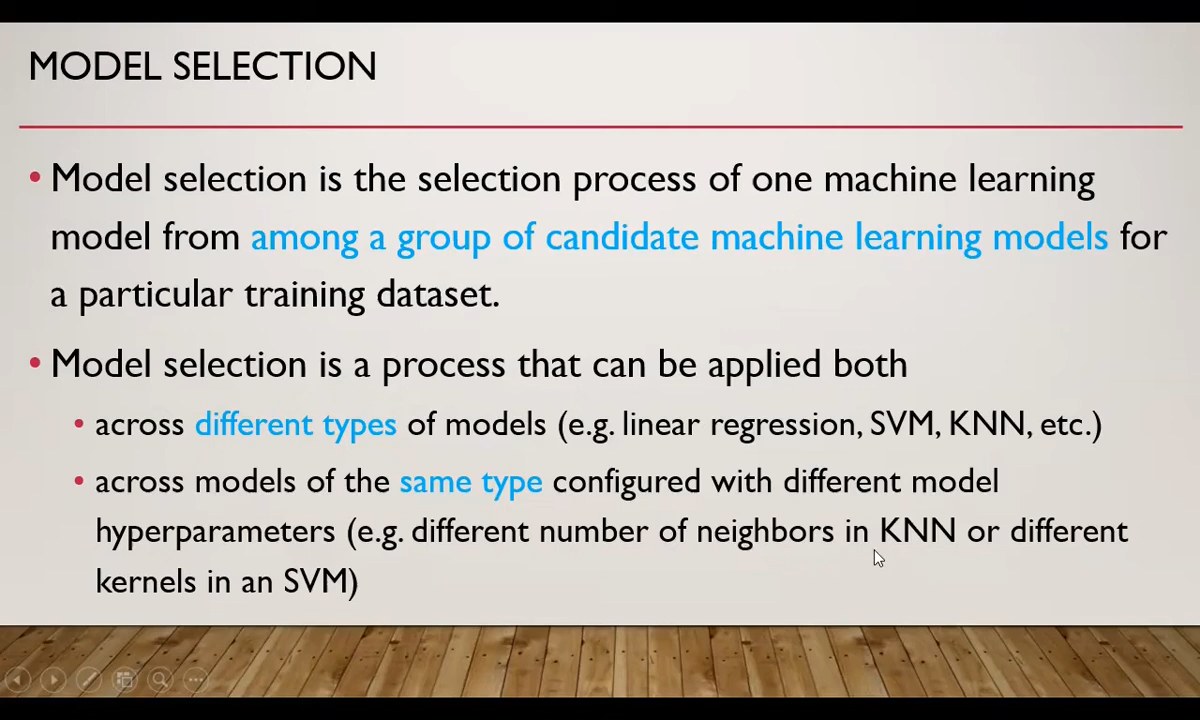 MODEL SELECTION
• Model selection is the selection process of one machine learning
model from among a group of candidate machine learning models for
a particular training dataset.
• Model selection is a process that can be applied both
• across different types of models (e.g. linear regression, SVM, KNN, etc.)
• across models of the same type configured with different model
hyperparameters (e.g. different number of neighbors in KNN or different
kernels in an SVM)